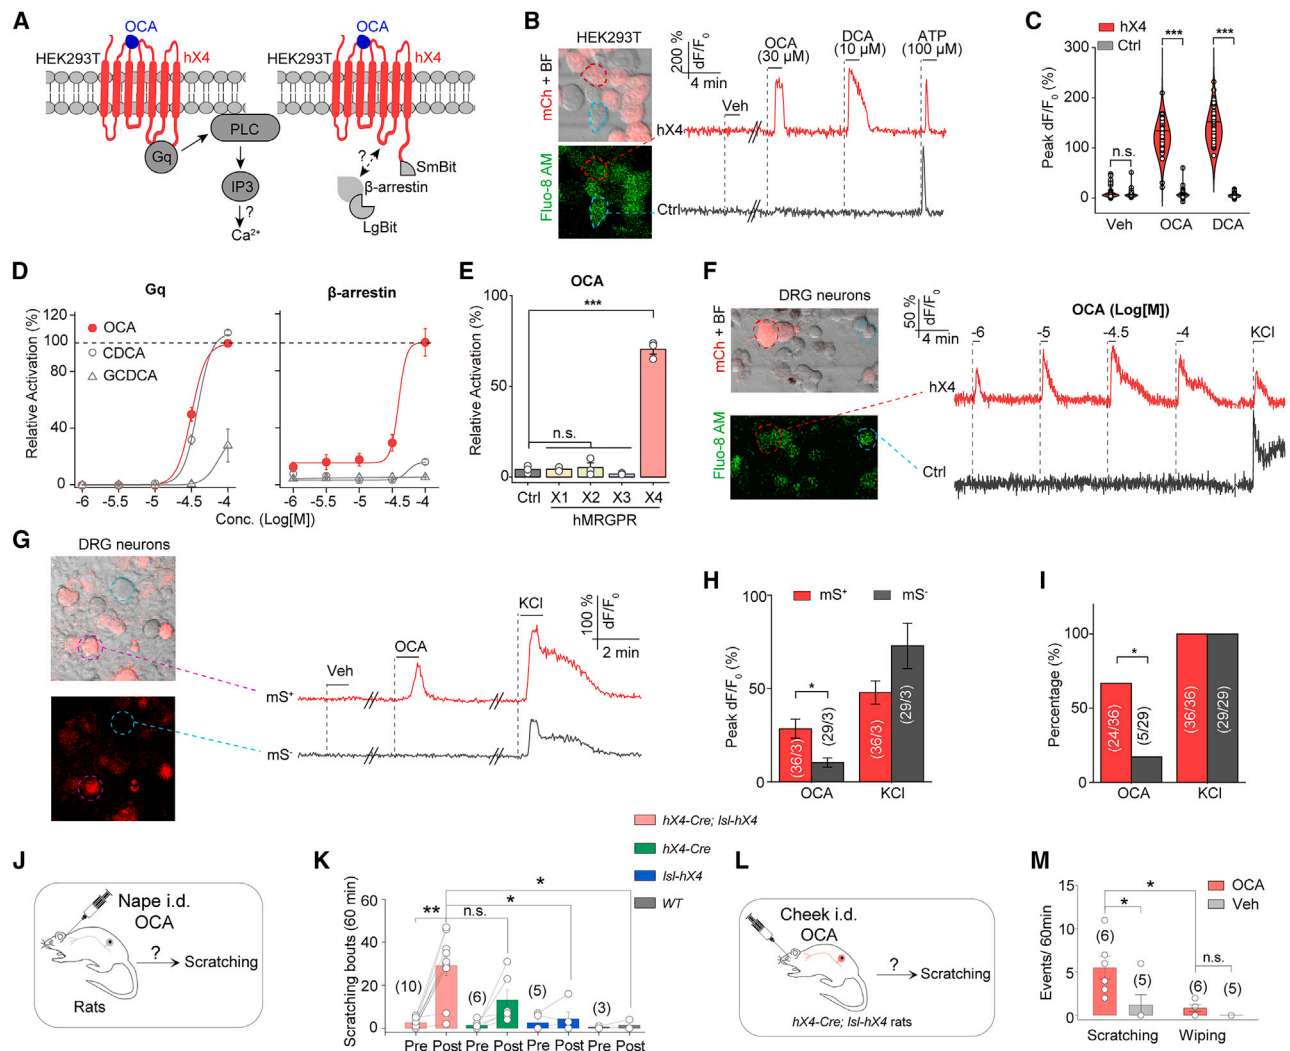 A
OCA
OCA
HEK293T
hX4
HEK293T
hX4
PLC
Gq
?
SmBit
IP3
β-arrestin
?
LgBit
Ca²⁺
B
HEK293T
mCh + BF
Fluo-8 AM
200 %
dF/F₀
4 min
OCA
(30 µM)
DCA
(10 µM)
ATP
(100 µM)
Veh
hX4
Ctrl
C
hX4
Ctrl
Peak dF/F₀ (%)
300
200
100
0
***
***
n.s.
Veh
OCA
DCA
D
Gq
β-arrestin
Relative Activation (%)
120
100
80
40
0
OCA
CDCA
GCDCA
-6
-5.5
-5
-4.5
-4
-6
-5.5
-5
-4.5
-4
Conc. (Log[M])
E
OCA
Relative Activation (%)
100
50
0
***
n.s.
Ctrl
X1
X2
X3
X4
hMRGPR
F
DRG neurons
mCh + BF
Fluo-8 AM
50 %
dF/F₀
4 min
OCA (Log[M])
-6
-5
-4.5
-4
KCl
hX4
Ctrl
G
DRG neurons
Veh
OCA
KCl
100 %
dF/F₀
2 min
mS⁺
mS⁻
H
mS⁺
mS⁻
Peak dF/F₀ (%)
100
50
0
*
(36/3)
(29/3)
(36/3)
(29/3)
OCA
KCl
I
Percentage (%)
100
50
0
*
(24/36)
(5/29)
(36/36)
(29/29)
OCA
KCl
hX4-Cre; lsl-hX4
hX4-Cre
lsl-hX4
WT
J
Nape i.d.
OCA
?
Scratching
Rats
K
Scratching bouts (60 min)
60
40
20
0
**
n.s.
*
*
(10)
(6)
(5)
(3)
Pre
Post
Pre
Post
Pre
Post
Pre
Post
L
Cheek i.d.
OCA
?
Scratching
hX4-Cre; lsl-hX4 rats
M
Events/ 60min
15
10
5
0
OCA
Veh
*
*
n.s.
(6)
(5)
(6)
(5)
Scratching
Wiping